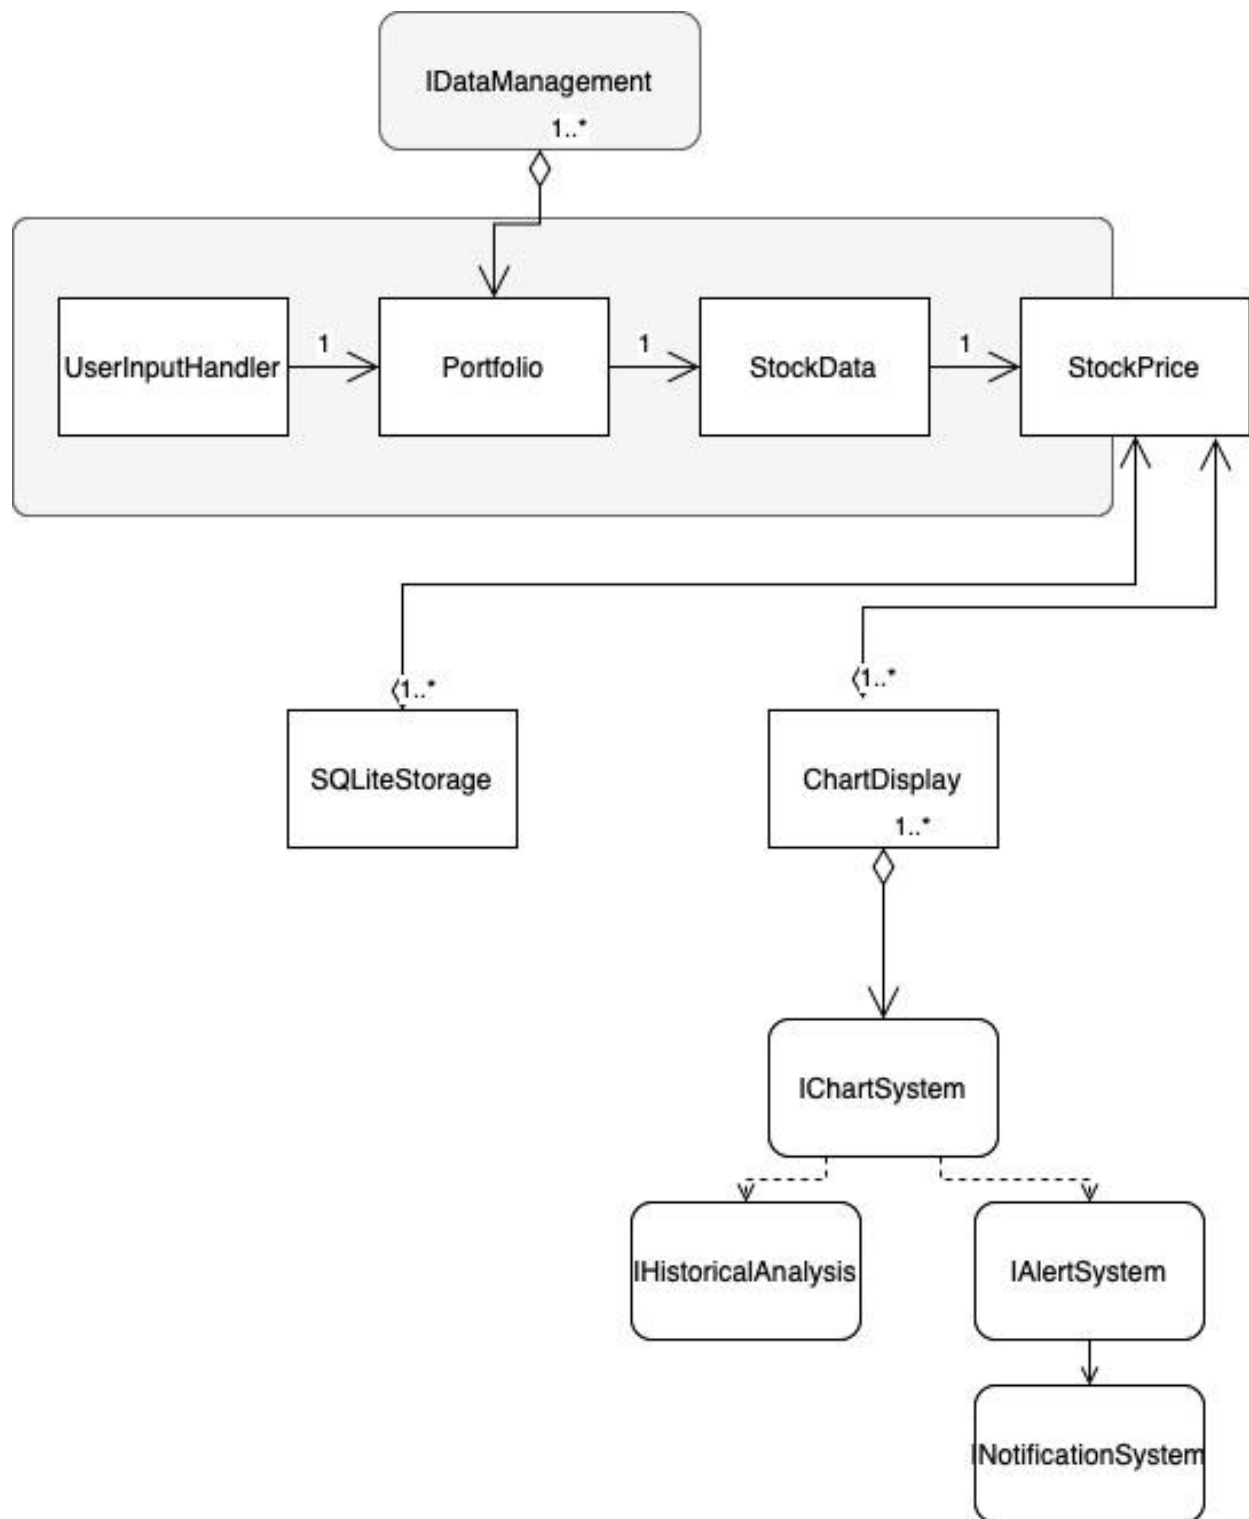 IDataManagement
1..*
UserInputHandler
1
Portfolio
1
StockData
1
StockPrice
1..*
1..*
SQLiteStorage
ChartDisplay
1..*
IChartSystem
IHistoricalAnalysis
IAlertSystem
INotificationSystem